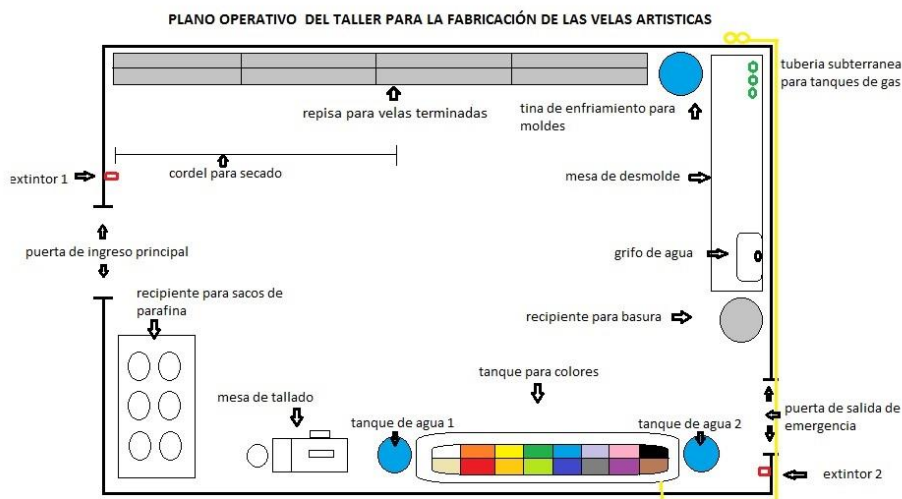 PLANO OPERATIVO DEL TALLER PARA LA FABRICACIÓN DE LAS VELAS ARTISTICAS
tuberia subterranea
para tanques de gas
repisa para velas terminadas
tina de enfriamiento para
moldes
cordel para secado
extintor 1
mesa de desmolde
puerta de ingreso principal
grifo de agua
recipiente para sacos de
parafina
recipiente para basura
tanque para colores
mesa de tallado
tanque de agua 1
tanque de agua 2
puerta de salida de
emergencia
extintor 2